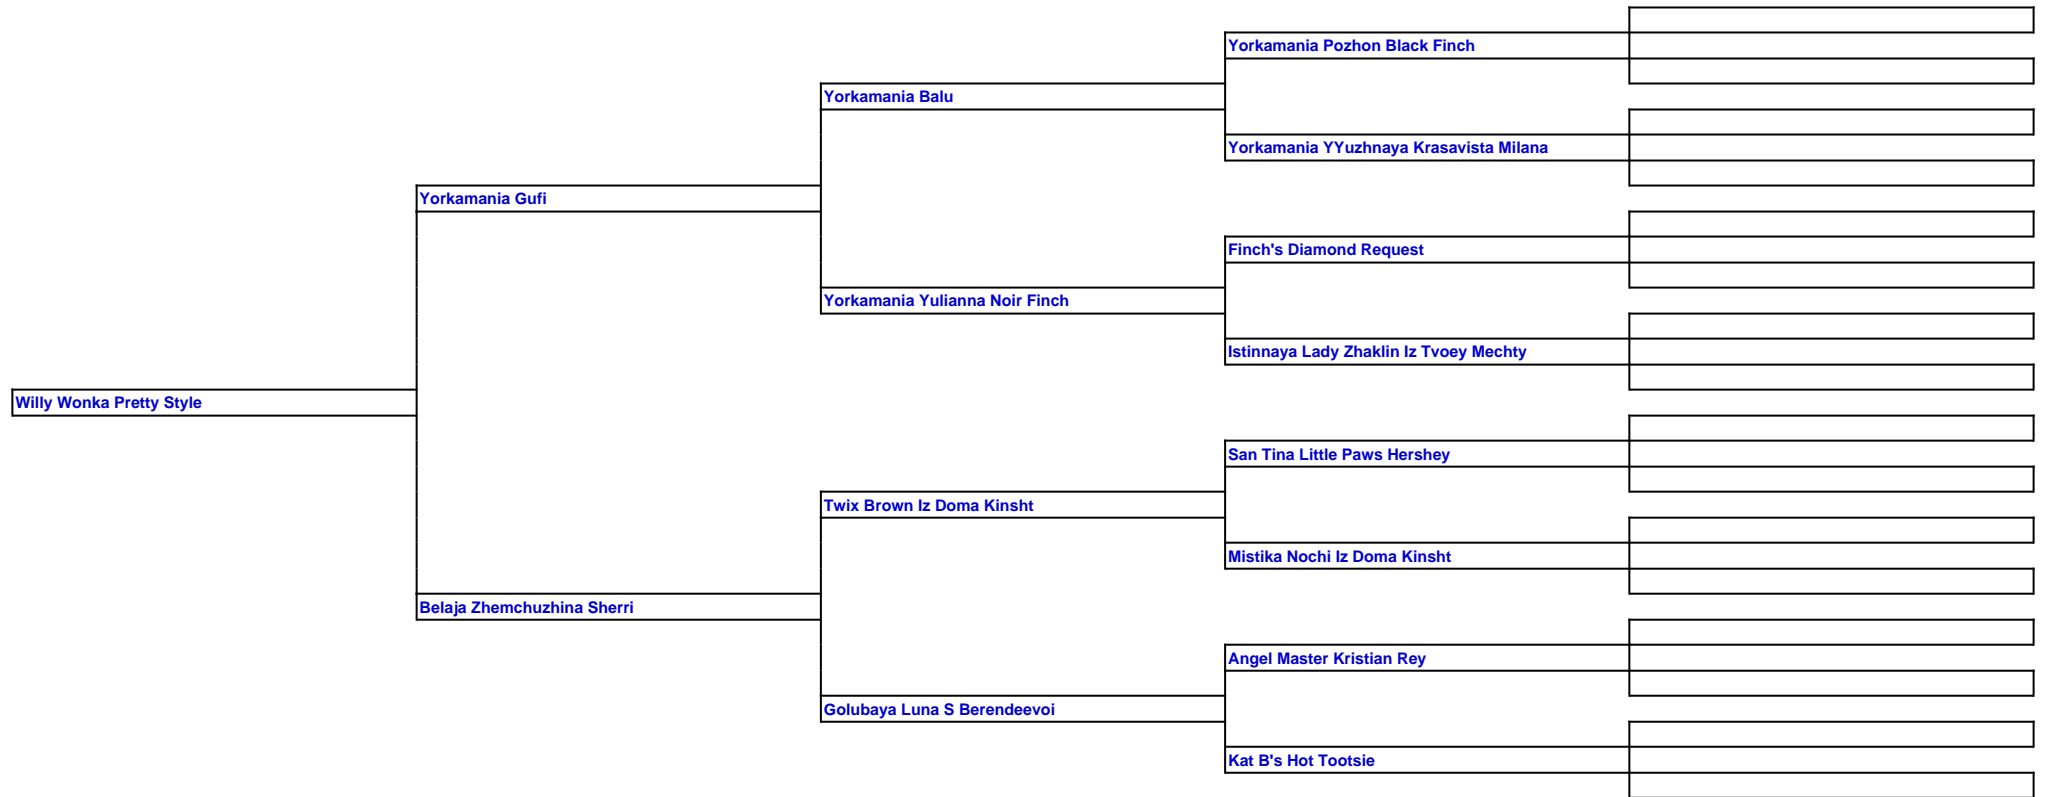 Yorkamania Pozhon Black Finch
Yorkamania Balu
Yorkamania YYuzhnaya Krasavista Milana
Yorkamania Gufi
Finch's Diamond Request
Yorkamania Yulianna Noir Finch
Istinnaya Lady Zhaklin Iz Tvoey Mechty
Willy Wonka Pretty Style
San Tina Little Paws Hershey
Twix Brown Iz Doma Kinsht
Mistika Nochi Iz Doma Kinsht
Belaja Zhemchuzhina Sherri
Angel Master Kristian Rey
Golubaya Luna S Berendeevoi
Kat B's Hot Tootsie